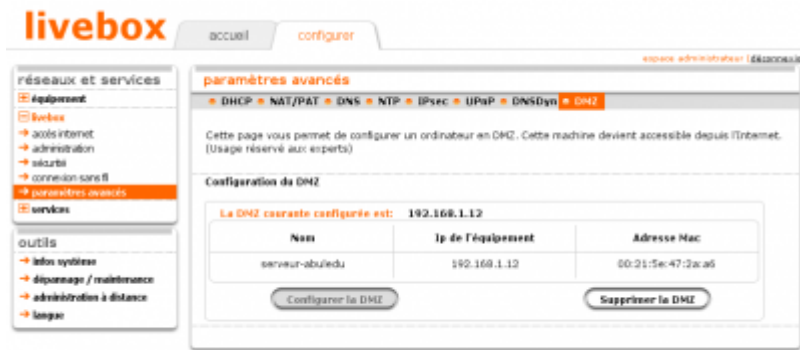 livebox
accueil
configurer
espace administrateur (déconnexio
réseaux et services
équipement
livebox
accès internet
administration
sécurité
connexion sans fil
paramètres avancés
services
outils
infos système
dépannage / maintenance
administration à distance
langue
paramètres avancés
DHCP NAT/PAT DNS NTP IPsec UPnP DNSDyn DMZ
Cette page vous permet de configurer un ordinateur en DMZ. Cette machine devient accessible depuis l'Internet.
(Usage réservé aux experts)
Configuration du DMZ
La DMZ courante configurée est: 192.168.1.12
Nom Ip de l'équipement Adresse Mac
serveur-abuledu 192.168.1.12 00:21:5e:47:2a:a6
Configurer la DMZ Supprimer la DMZ